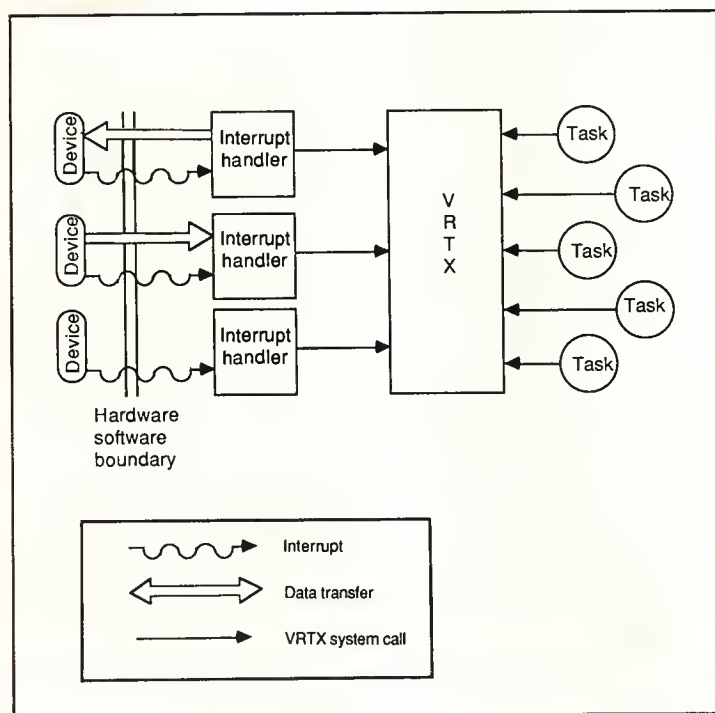 Device
Interrupt
handler
Task
Task
Device
Interrupt
handler
V
R
T
X
Task
Device
Interrupt
handler
Task
Task
Hardware
software
boundary
Interrupt
Data transfer
VRTX system call